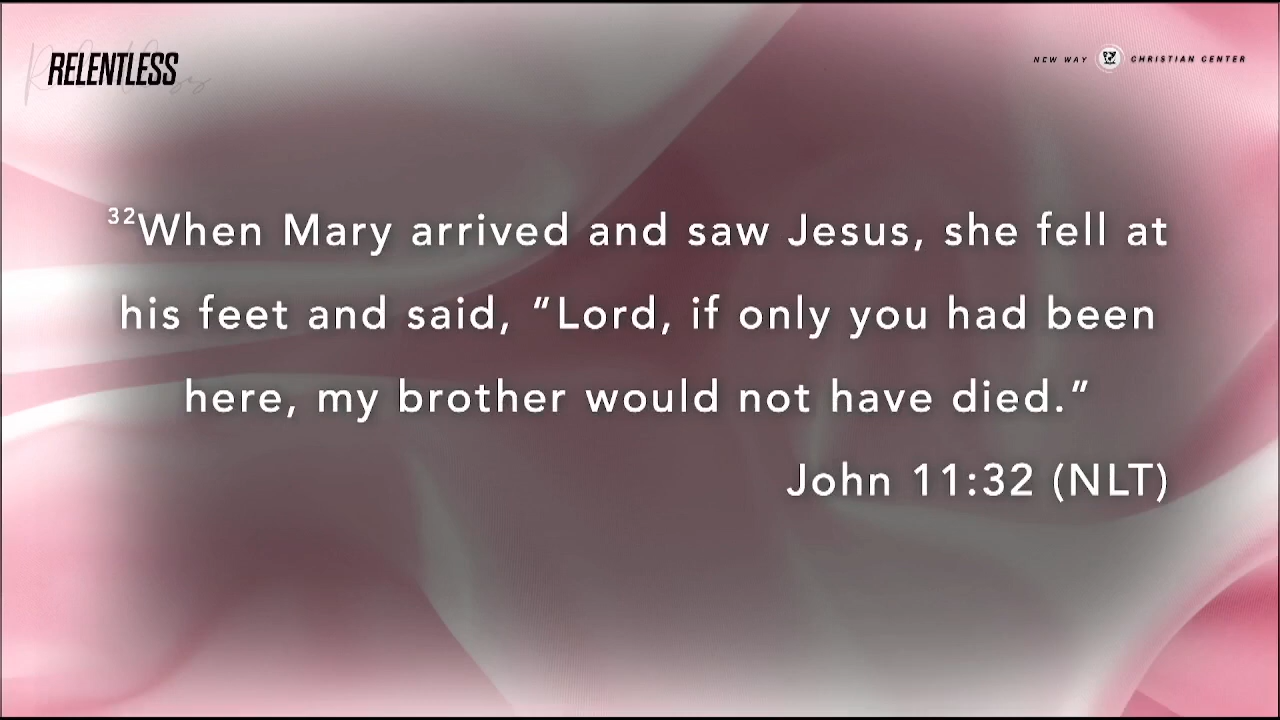 RELENTLESS
NEW WAY CHRISTIAN CENTER
32When Mary arrived and saw Jesus, she fell at
his feet and said, “Lord, if only you had been
here, my brother would not have died.”
John 11:32 (NLT)